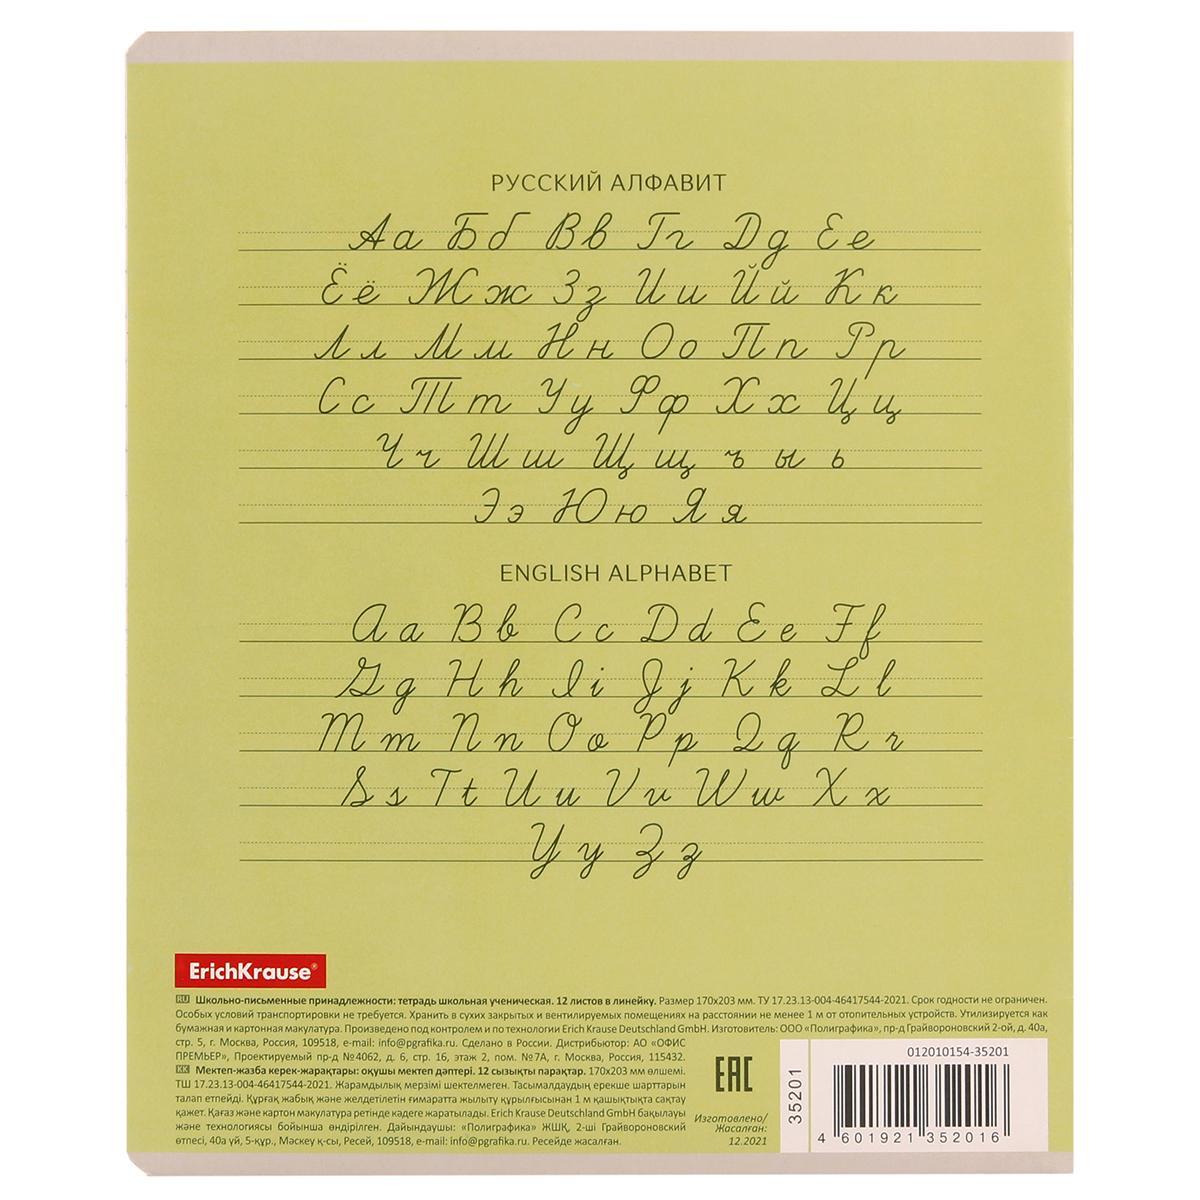 РУССКИЙ АЛФАВИТ
Аа Бб Вв Гг Дд Ее
Ёё Жж Зз Ии Йй Кк
Лл Мм Нн Оо Пп Рр
Сс Тт Уу Фф Хх Цц
Чч Шш Щщ ъ ы ь
Ээ Юю Яя
ENGLISH ALPHABET
Aa Bb Cc Dd Ee Ff
Gg Hh Ii Jj Kk Ll
Mm Nn Oo Pp Qq Rr
Ss Tt Uu Vv Ww Xx
Yy Zz
ErichKrause®
RU Школьно-письменные принадлежности: тетрадь школьная ученическая. 12 листов в линейку. Размер 170х203 мм. ТУ 17.23.13-004-46417544-2021. Срок годности не ограничен.
Особых условий транспортировки не требуется. Хранить в сухих закрытых и вентилируемых помещениях на расстоянии не менее 1 м от отопительных устройств. Утилизируется как
бумажная и картонная макулатура. Произведено под контролем и по технологии Erich Krause Deutschland GmbH. Изготовитель: ООО «Полиграфика», пр-д Грайвороновский 2-ой, д. 40а,
стр. 5, г. Москва, Россия, 109518, e-mail: info@pgrafika.ru. Сделано в России. Дистрибьютор: АО «ОФИС
ПРЕМЬЕР», Проектируемый пр-д №4062, д. 6, стр. 16, этаж 2, пом. №7А, г. Москва, Россия, 115432.
KK Мектеп-жазба керек-жарақтары: оқушы мектеп дәптері. 12 сызықты парақтар. 170х203 мм өлшемі.
ТШ 17.23.13-004-46417544-2021. Жарамдылық мерзімі шектелмеген. Тасымалдаудың ерекше шарттарын
талап етпейді. Құрғақ жабық және желдетілетін ғимаратта жылыту құрылғысынан 1 м қашықтықта сақтау
қажет. Қағаз және картон макулатура ретінде кәдеге жаратылады. Erich Krause Deutschland GmbH бақылауы
және технологиясы бойынша өндірілген. Дайындаушы: «Полиграфика» ЖШҚ, 2-ші Грайвороновский
өтпесі, 40а үй, 5-құр., Мәскеу қ-сы, Ресей, 109518, e-mail: info@pgrafika.ru. Ресейде жасалған.
EAC
Изготовлено/
Жасалған:
12.2021
35201
012010154-35201
4 601921 352016